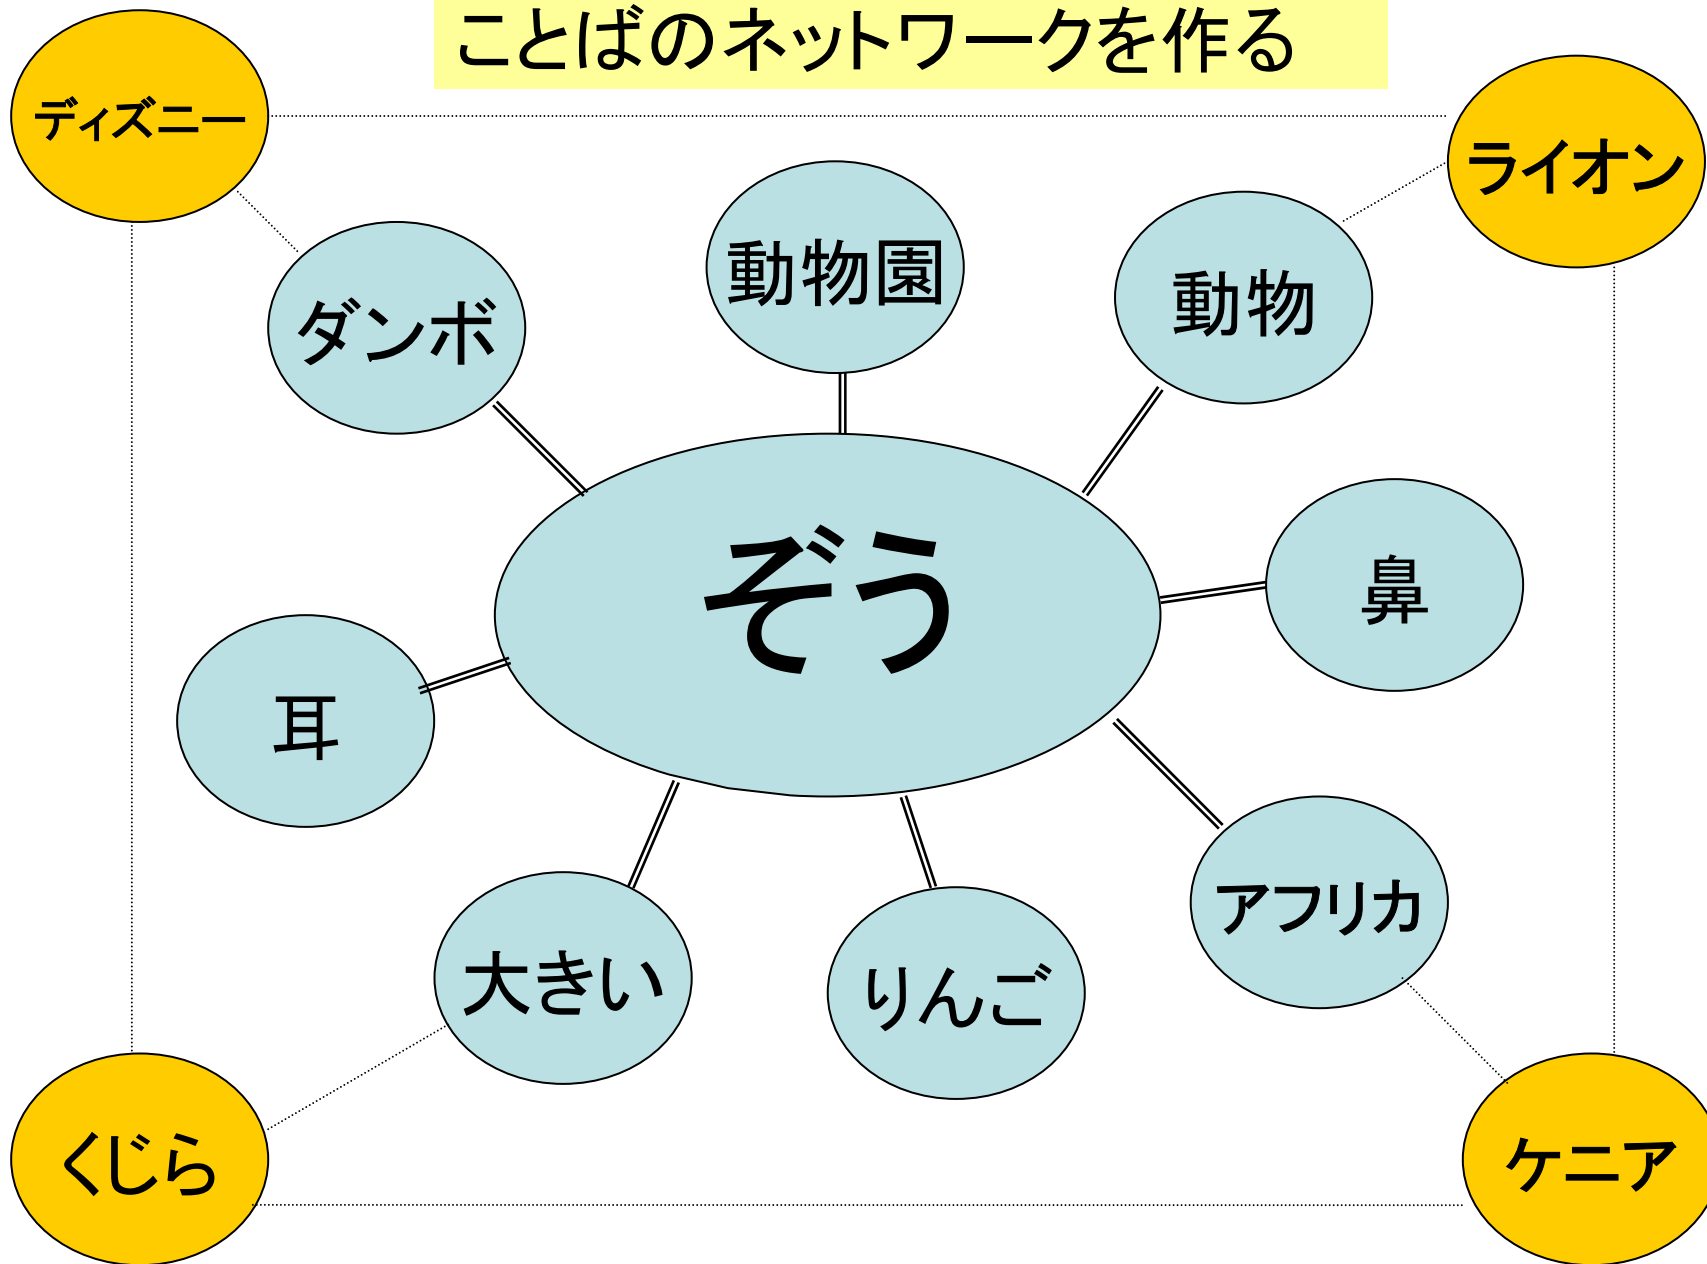 ことばのネットワークを作る
ディズニー
ライオン
動物園
動物
ダンボ
ぞう
鼻
耳
アフリカ
大きい
りんご
くじら
ケニア